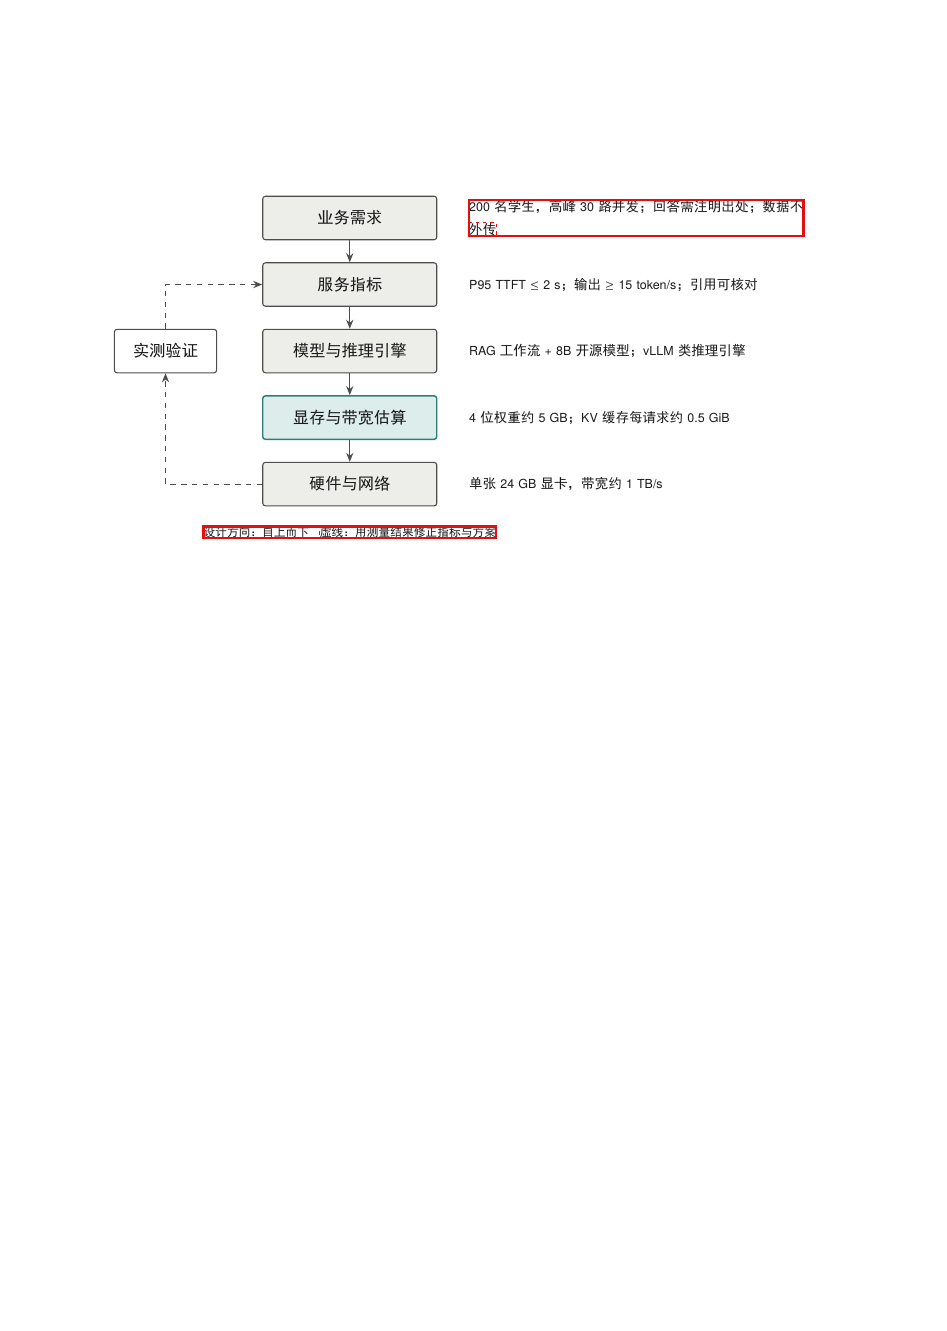 业务需求
200 名学生，高峰 30 路并发；回答需注明出处；数据不
外传
服务指标
P95 TTFT ≤ 2 s；输出 ≥ 15 token/s；引用可核对
实测验证
模型与推理引擎
RAG 工作流 + 8B 开源模型；vLLM 类推理引擎
显存与带宽估算
4 位权重约 5 GB；KV 缓存每请求约 0.5 GiB
硬件与网络
单张 24 GB 显卡，带宽约 1 TB/s
设计方向：自上而下 虚线：用测量结果修正指标与方案